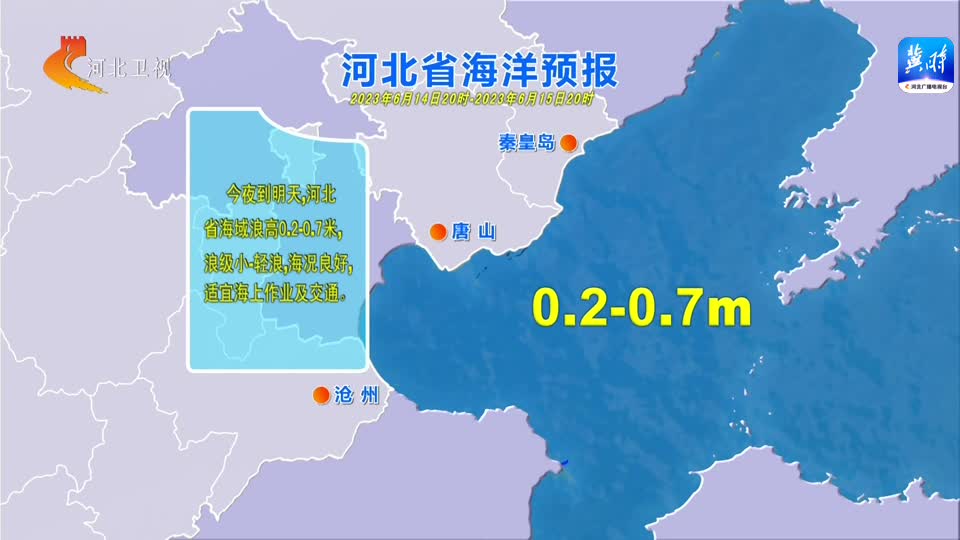 河北卫视
河北省海洋预报
冀时
河北广播电视台
2023年6月14日20时-2023年6月15日20时
秦皇岛
今夜到明天,河北
省海域浪高0.2-0.7米,
浪级小-轻浪,海况良好,
适宜海上作业及交通。
唐 山
0.2-0.7m
沧 州